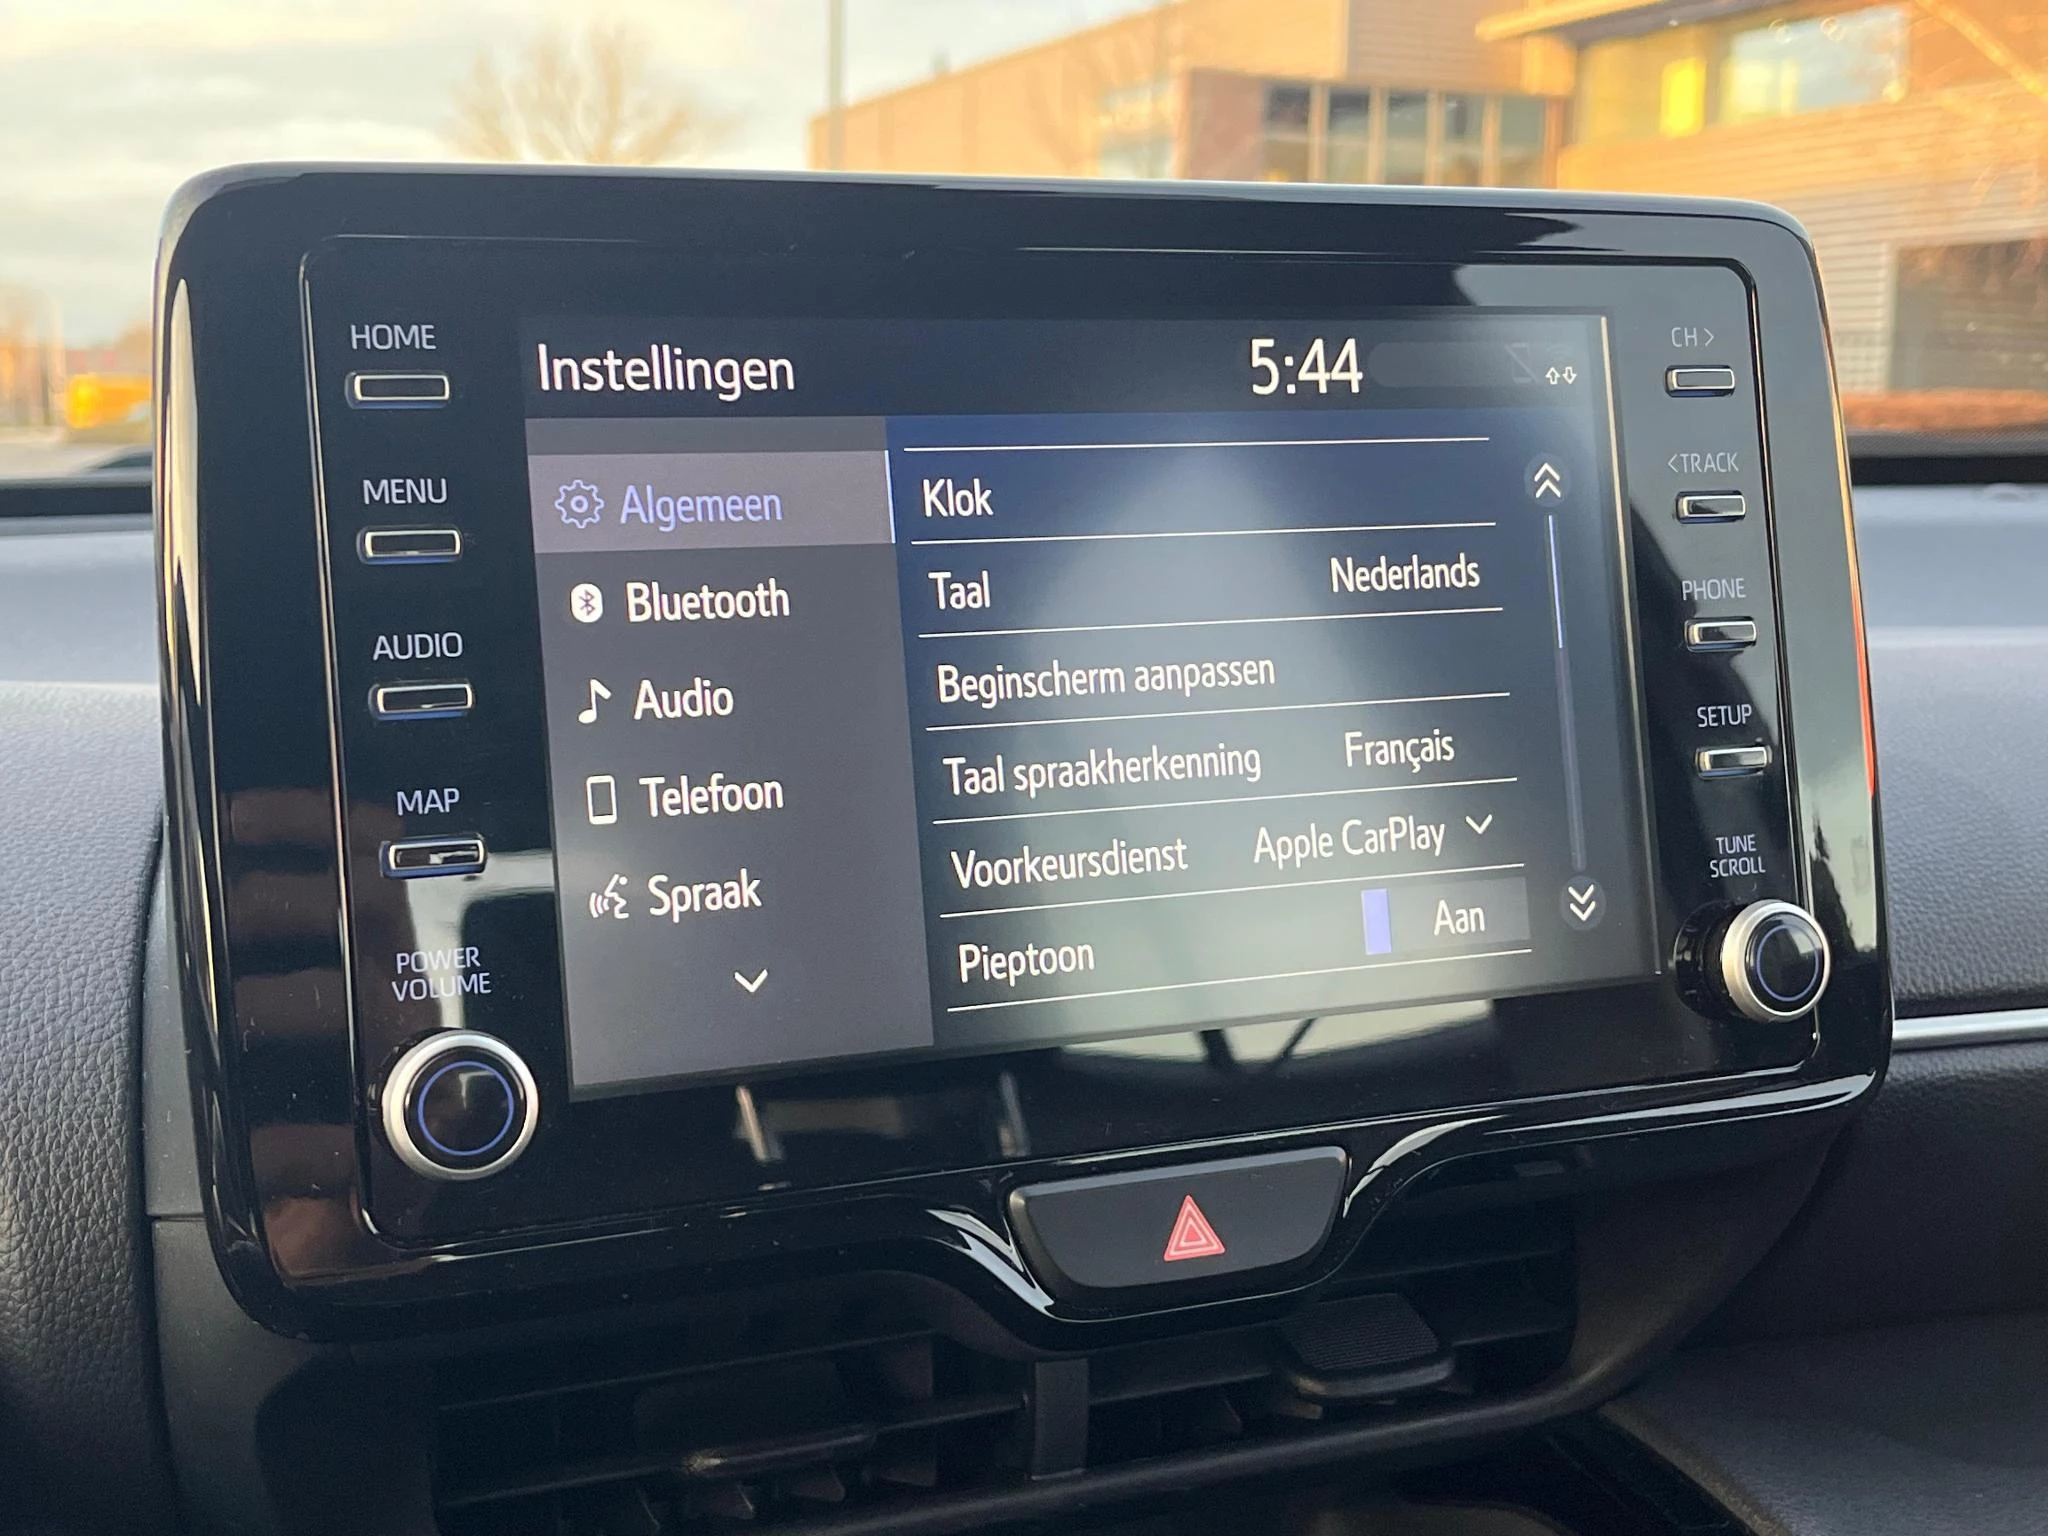 HOME
MENU
AUDIO
MAP
POWER
VOLUME
Instellingen
5:44
Algemeen
Bluetooth
Audio
Telefoon
Spraak
Klok
Taal Nederlands
Beginscherm aanpassen
Taal spraakherkenning Français
Voorkeursdienst Apple CarPlay
Pieptoon Aan
CH >
< TRACK
PHONE
SETUP
TUNE
SCROLL